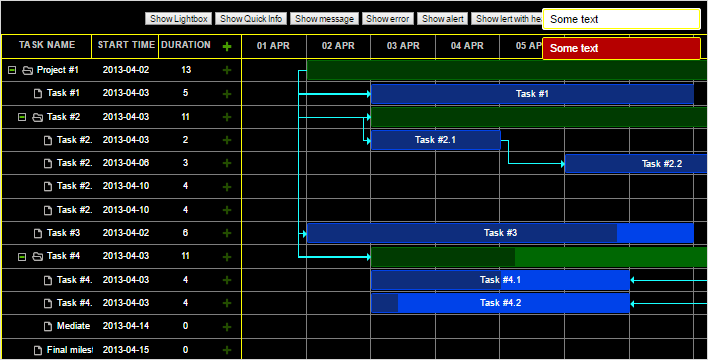 Show Lightbox Show Quick Info Show message Show error Show alert Show lert with hea
Some text
Some text
TASK NAME START TIME DURATION 01 APR 02 APR 03 APR 04 APR 05 AP
Project #1 2013-04-02 13
Task #1 2013-04-03 5 Task #1
Task #2 2013-04-03 11
Task #2. 2013-04-03 2 Task #2.1
Task #2. 2013-04-06 3 Task #2.2
Task #2. 2013-04-10 4
Task #2. 2013-04-10 4
Task #3 2013-04-02 6 Task #3
Task #4 2013-04-03 11
Task #4. 2013-04-03 4 Task #4.1
Task #4. 2013-04-03 4 Task #4.2
Mediate 2013-04-14 0
Final milest 2013-04-15 0